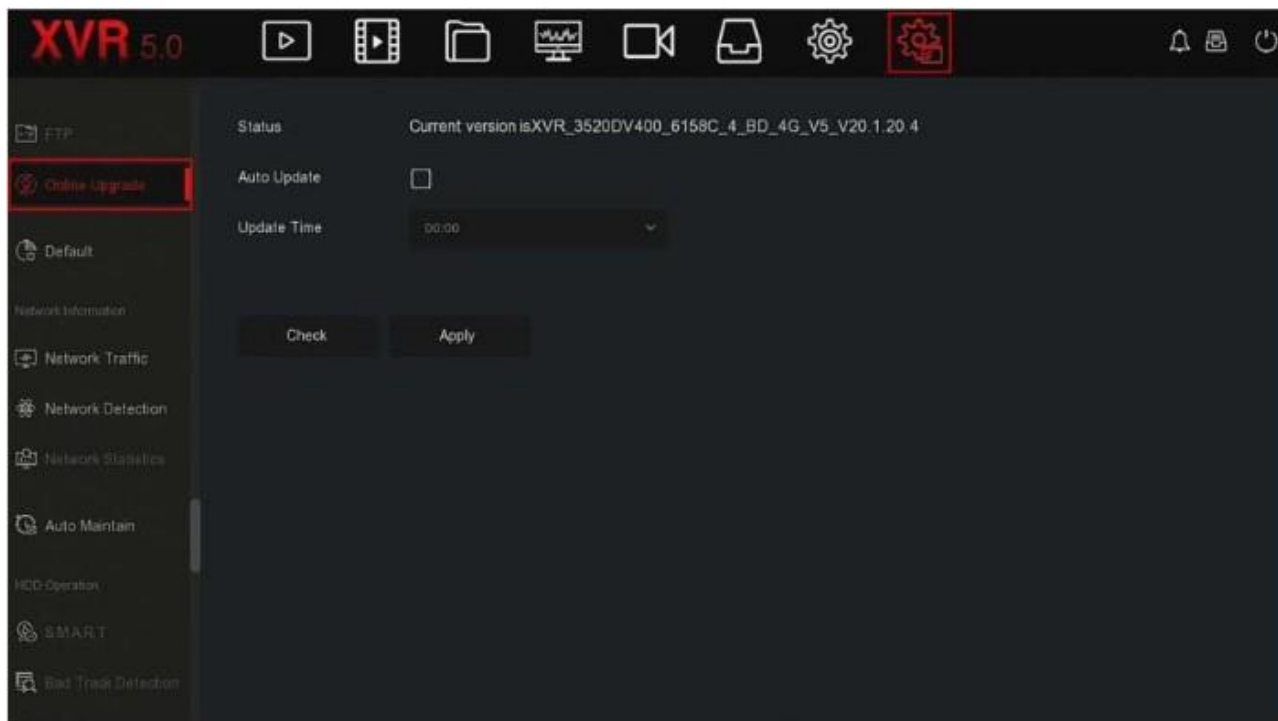 XVR 5.0
FTP
Online Upgrade
Default
Network Information
Network Traffic
Network Detection
Network Statistics
Auto Maintain
HDD-Operation
SMART
Bad Track Detection
Status Current version isXVR_3520DV400_6158C_4_BD_4G_V5_V20.1.20.4
Auto Update
Update Time 00:00
Check Apply